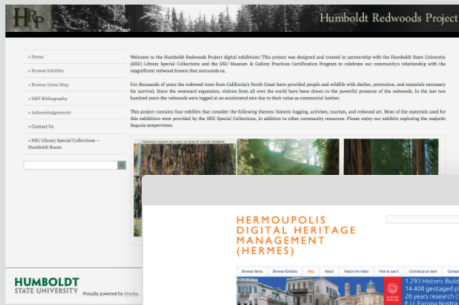 HRP
Humboldt Redwoods Project
» Home
» Browse Exhibits
» Browse Items Map
» HRP Bibliography
» Acknowledgements
» Contact Us
» HSU Library Special Collections —
Humboldt Room
Welcome to the Humboldt Redwoods Project digital exhibition! This project was designed and created in partnership with the Humboldt State University
(HSU) Library Special Collections and the HSU Museum & Gallery Practices Certification Program to celebrate our community's relationship with the
magnificent redwood forests that surrounds us.
For thousands of years the redwood trees from California's North Coast have provided people and wildlife with shelter, protection, and materials necessary
for survival. Since the westward expansion, visitors from all over the world have been drawn to the powerful presence of the redwoods. In the last two
hundred years the redwoods were logged at an accelerated rate due to their value as commercial lumber.
This project contains four exhibits that consider the following themes: historic logging, activism, tourism, and redwood art. Most of the materials used for
this exhibition were provided by the HSU Special Collections, in addition to other community resources. Please enjoy our exhibits exploring the majestic
Sequoia sempervirens.
HERMOUPOLIS
DIGITAL HERITAGE
MANAGEMENT
(HERMES)
Browse Items Browse Exhibits Map About Historic routes How to use it Contribute an Item Contact
1.293 Historic Build
14.400 geotaged p
20 years research
E.U. Europa Nostra
HUMBOLDT
STATE UNIVERSITY
Proudly powered by Omeka.